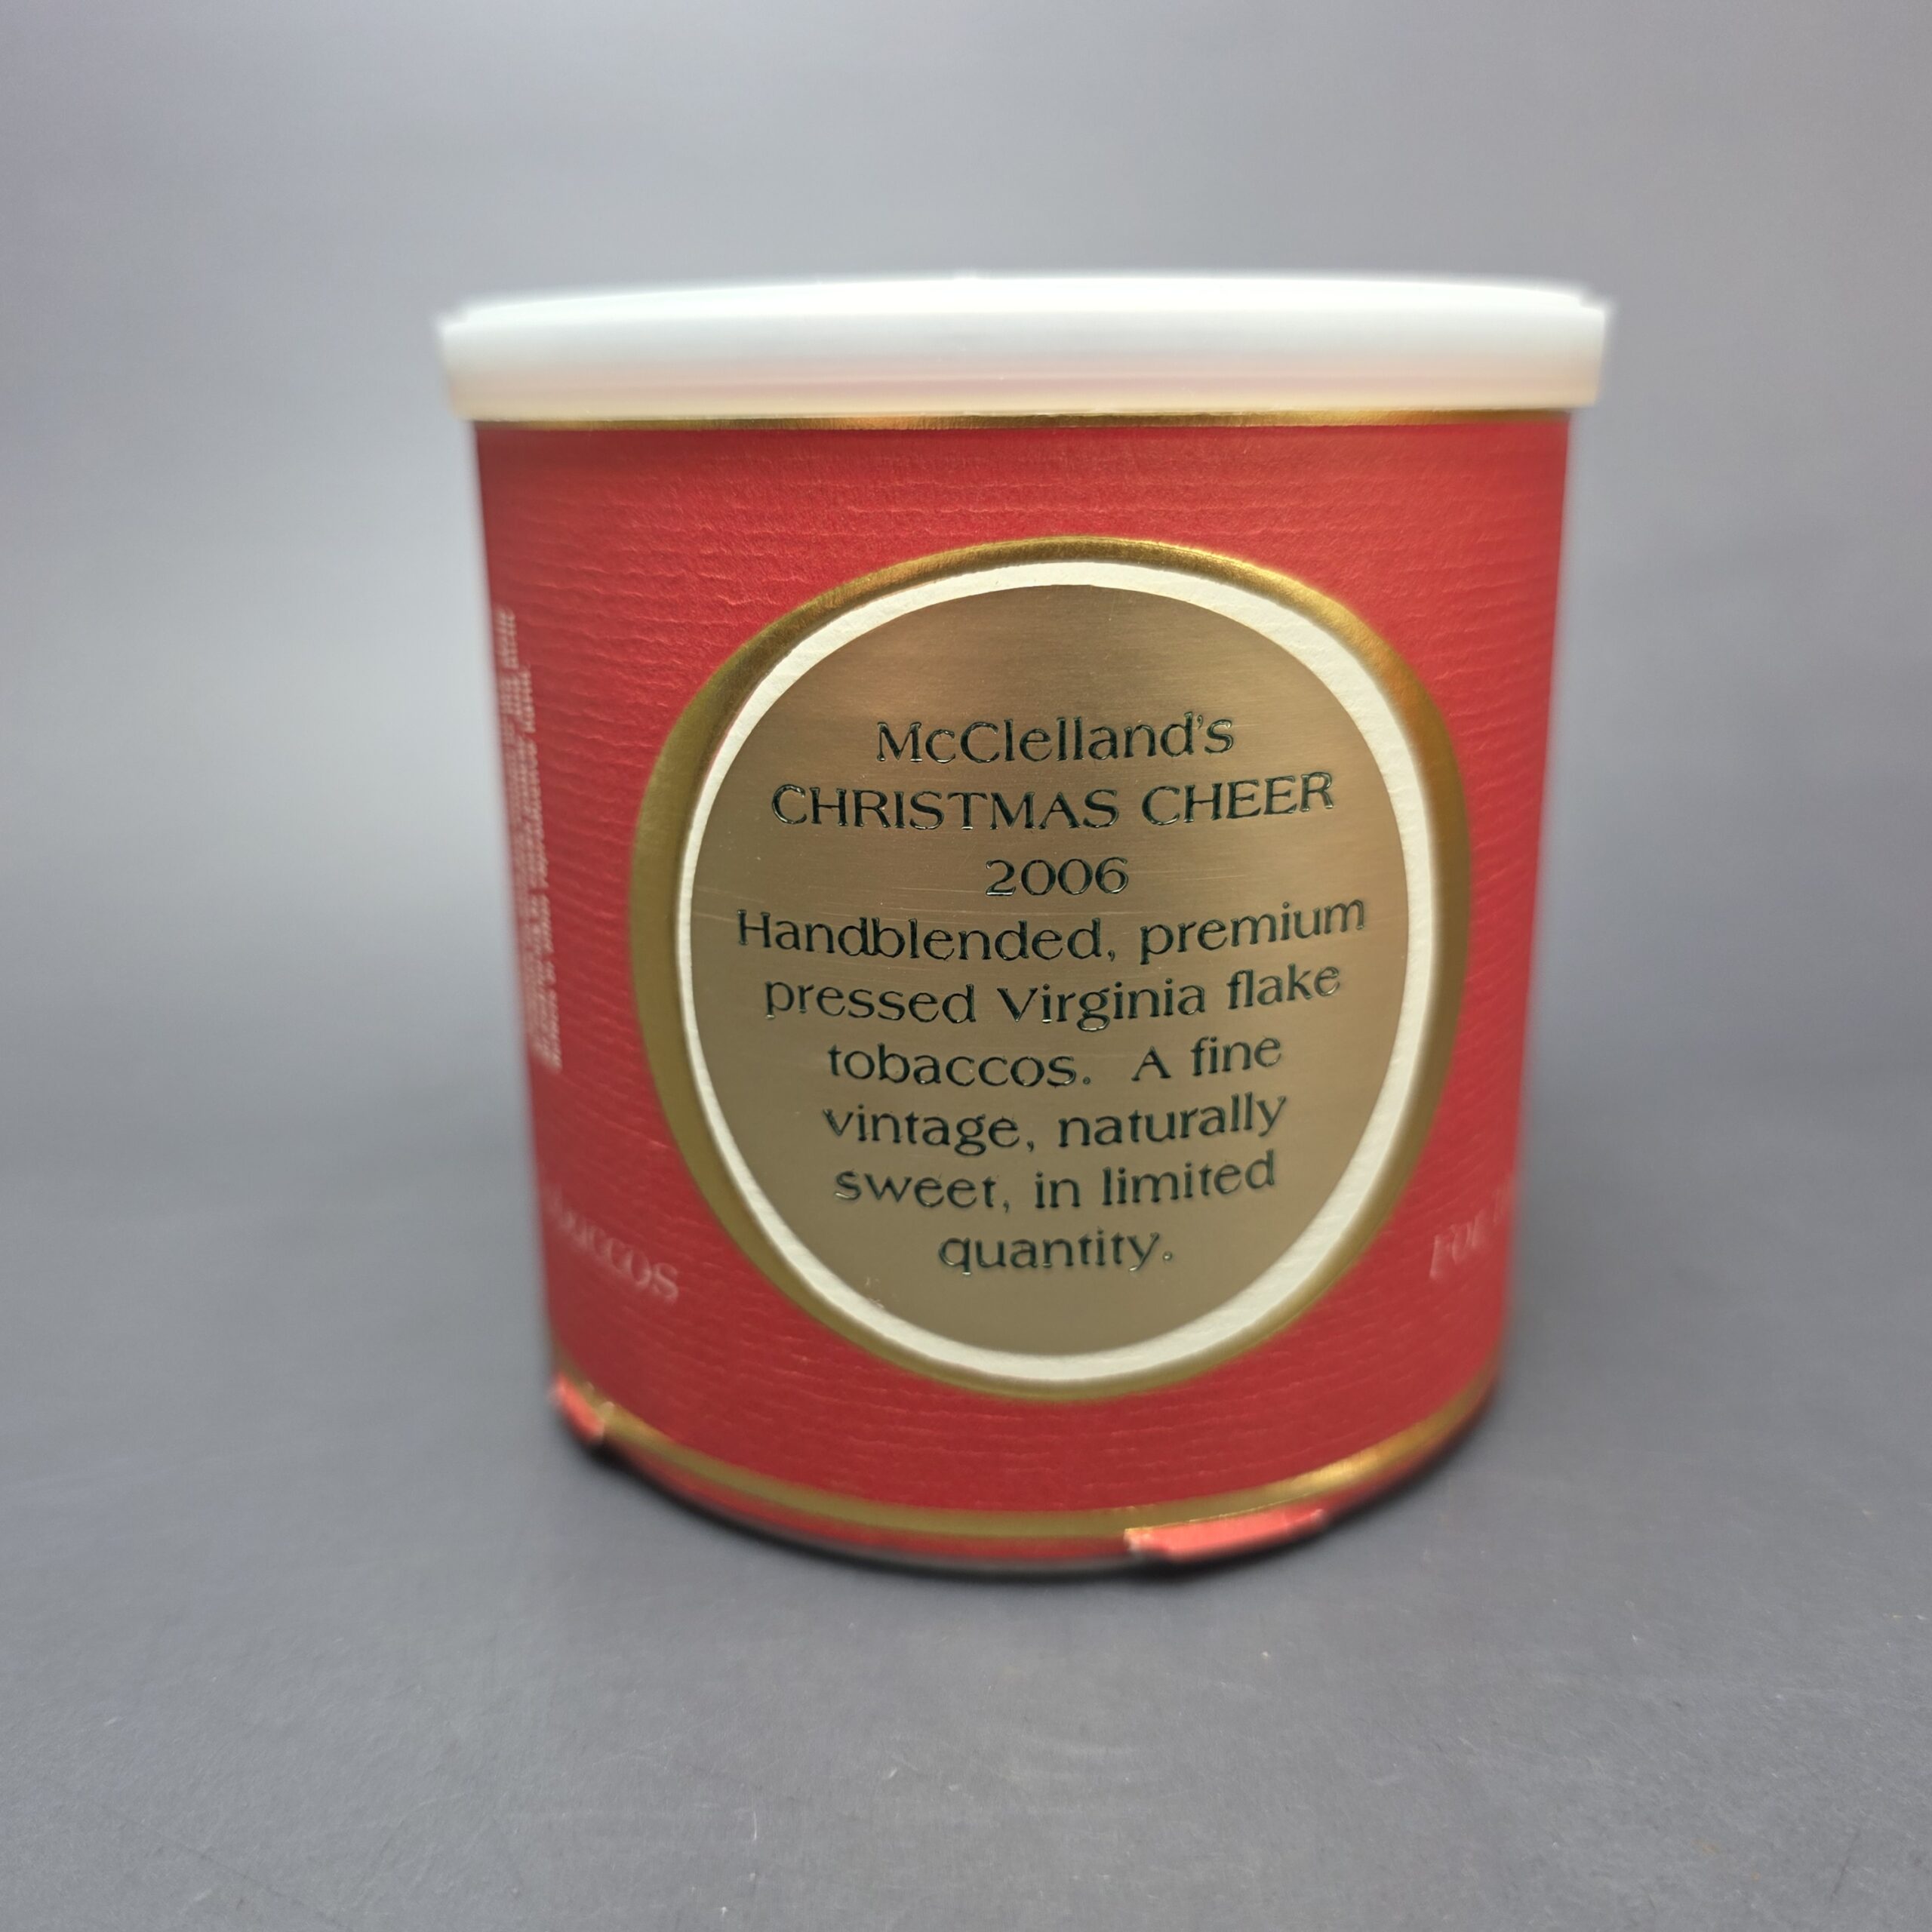 McClelland's
CHRISTMAS CHEER
2006
Handblended, premium
pressed Virginia flake
tobaccos. A fine
vintage, naturally
sweet, in limited
quantity.